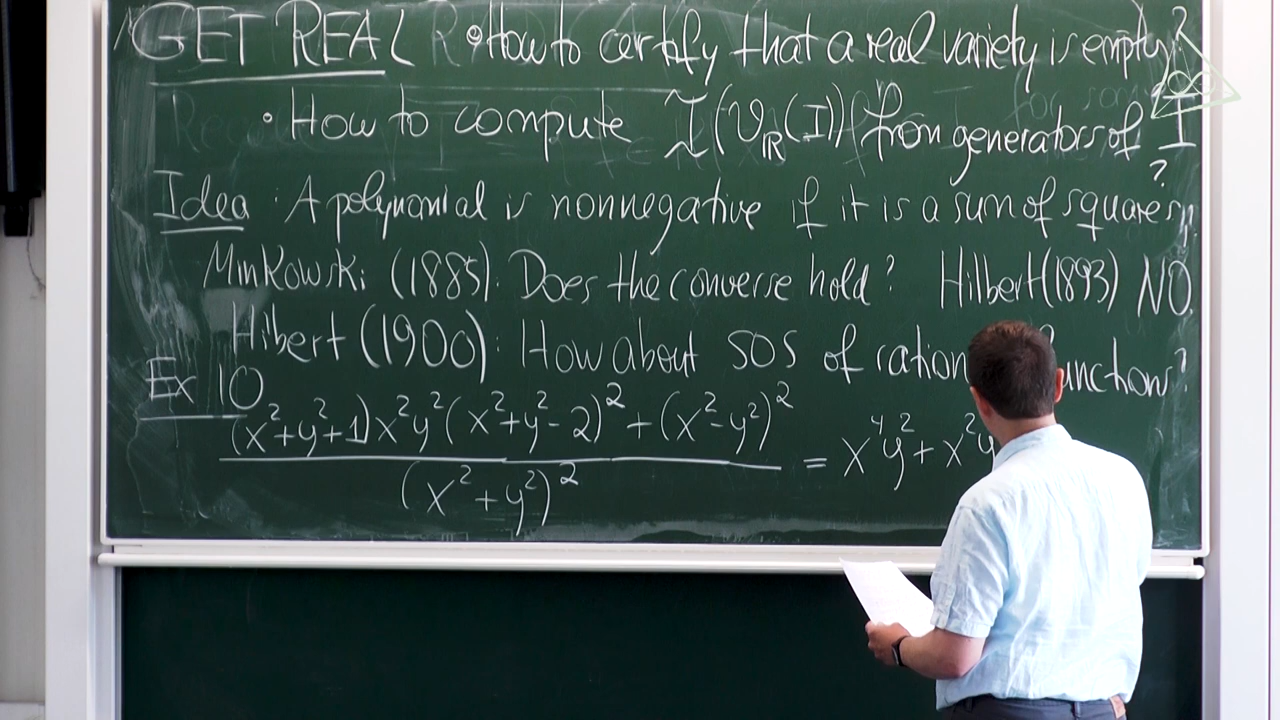 GET REAL • How to certify that a real variety is empty?
• How to compute I(V_ℝ(I)) from generators of I ?
Idea: A polynomial is nonnegative if it is a sum of squares.
Minkowski (1885): Does the converse hold? Hilbert (1893) NO.
Hilbert (1900): How about SOS of functions?
Ex 10
(x²+y²+1)x²y²(x²+y²-2)²+(x²-y²)²
(x²+y²)²
= x⁴y²+x²y